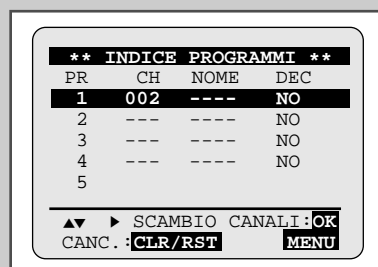 ** INDICE PROGRAMMI **
PR CH NOME DEC
1 002 ---- NO
2 --- ---- NO
3 --- ---- NO
4 --- ---- NO
5
▲▼ ▶ SCAMBIO CANALI:OK
CANC.:CLR/RST MENU